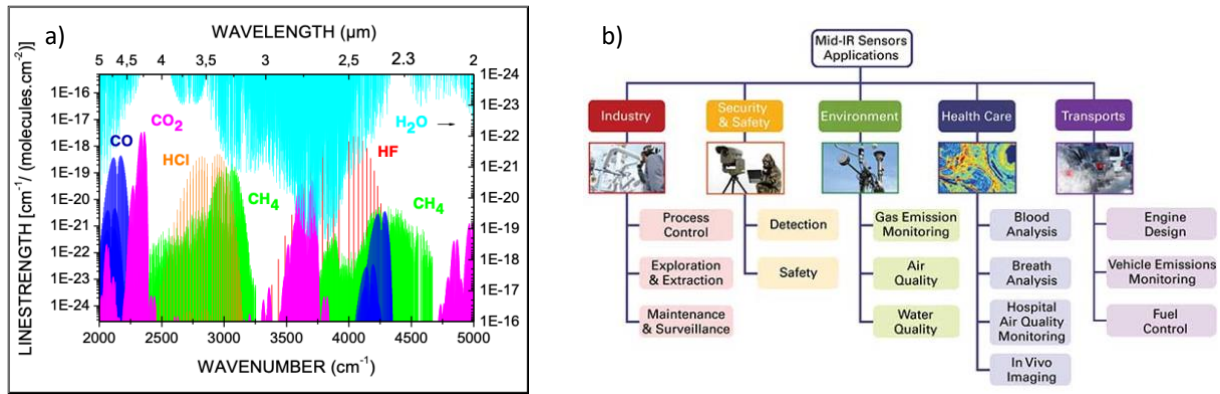 a)
WAVELENGTH (µm)
5 4,5 4 3,5 3 2,5 2.3 2
LINESTRENGTH [cm⁻¹/ (molécules.cm⁻²)]
1E-16
1E-17
1E-18
1E-19
1E-20
1E-21
1E-22
1E-23
1E-24
1E-24
1E-23
1E-22
1E-21
1E-20
1E-19
1E-18
1E-17
1E-16
CO
CO₂
HCl
CH₄
H₂O
HF
CH₄
2000 2500 3000 3500 4000 4500 5000
WAVENUMBER (cm⁻¹)
b)
Mid-IR Sensors
Applications
Industry
Process
Control
Exploration
& Extraction
Maintenance
& Surveillance
Security
& Safety
Detection
Safety
Environment
Gas Emission
Monitoring
Air
Quality
Water
Quality
Health Care
Blood
Analysis
Breath
Analysis
Hospital
Air Quality
Monitoring
In Vivo
Imaging
Transports
Engine
Design
Vehicle Emissions
Monitoring
Fuel
Control